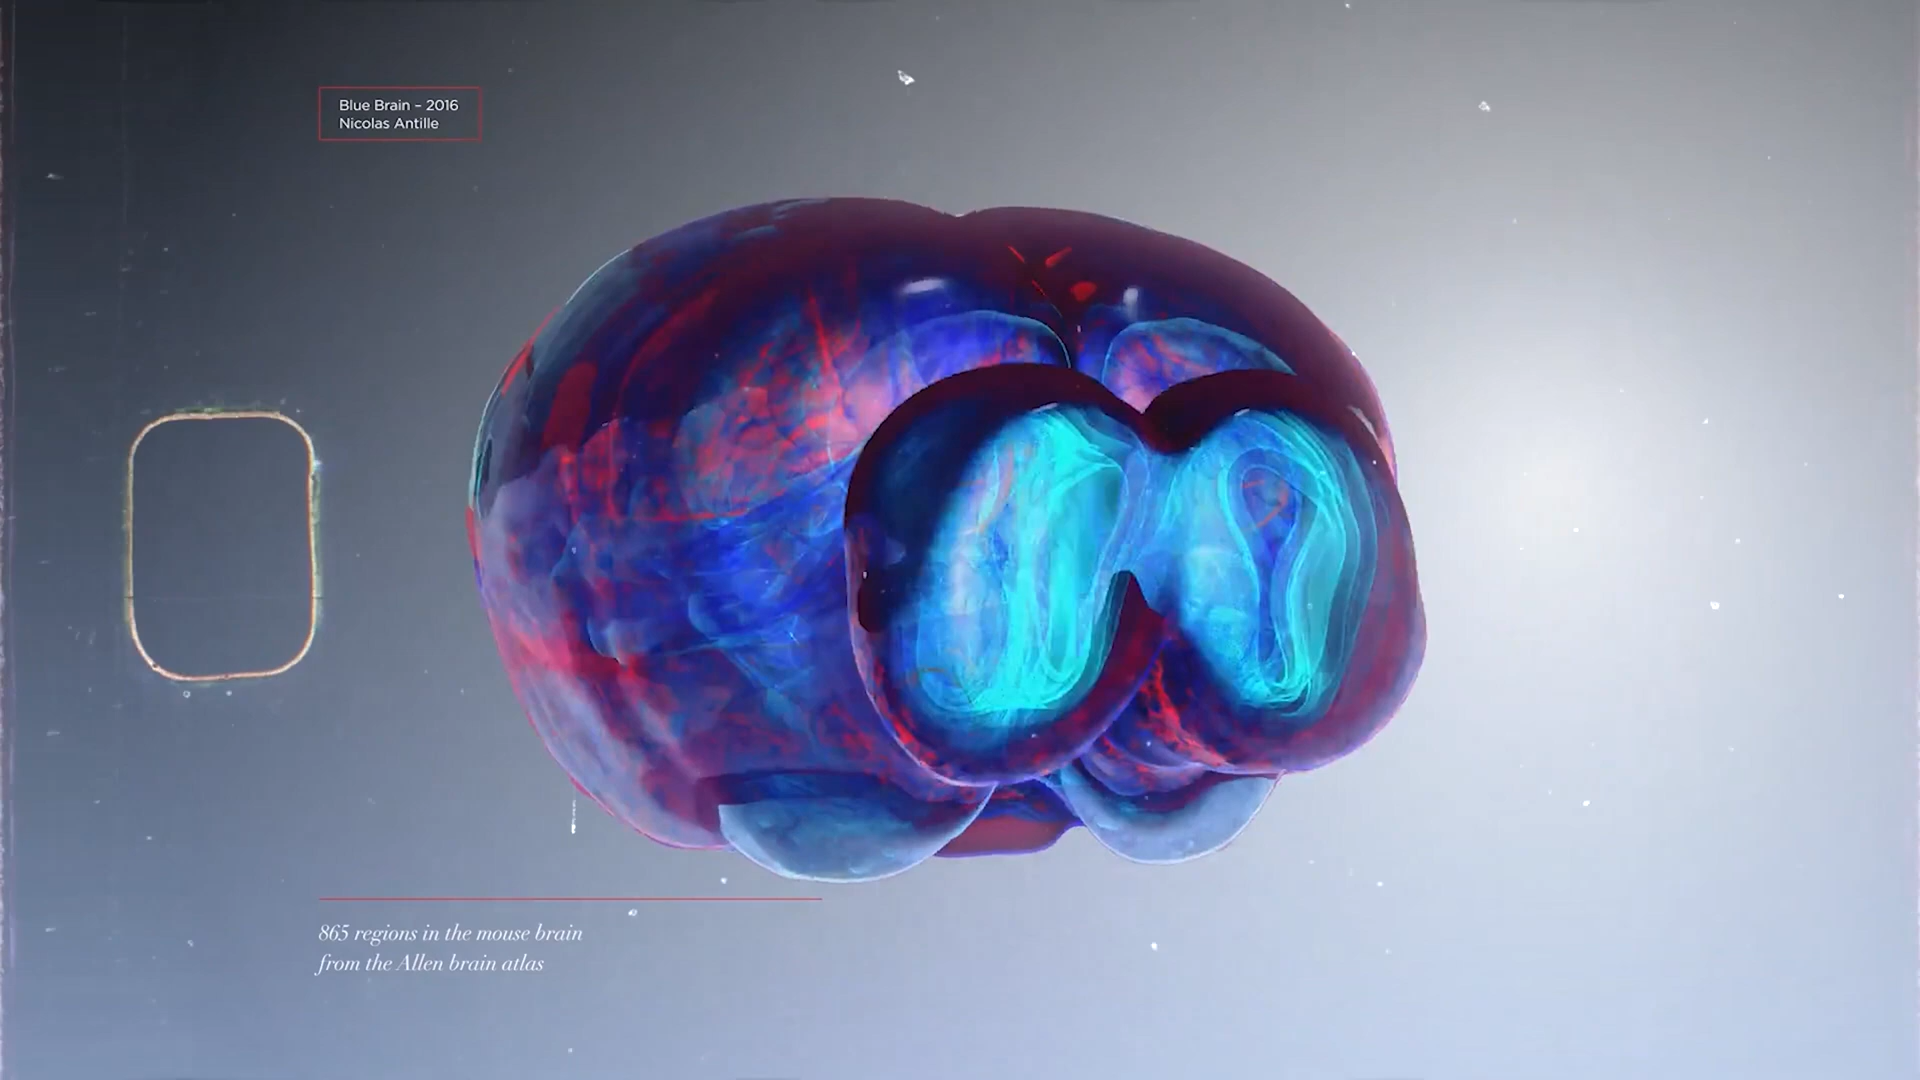 Blue Brain – 2016
Nicolas Antille
865 regions in the mouse brain
from the Allen brain atlas